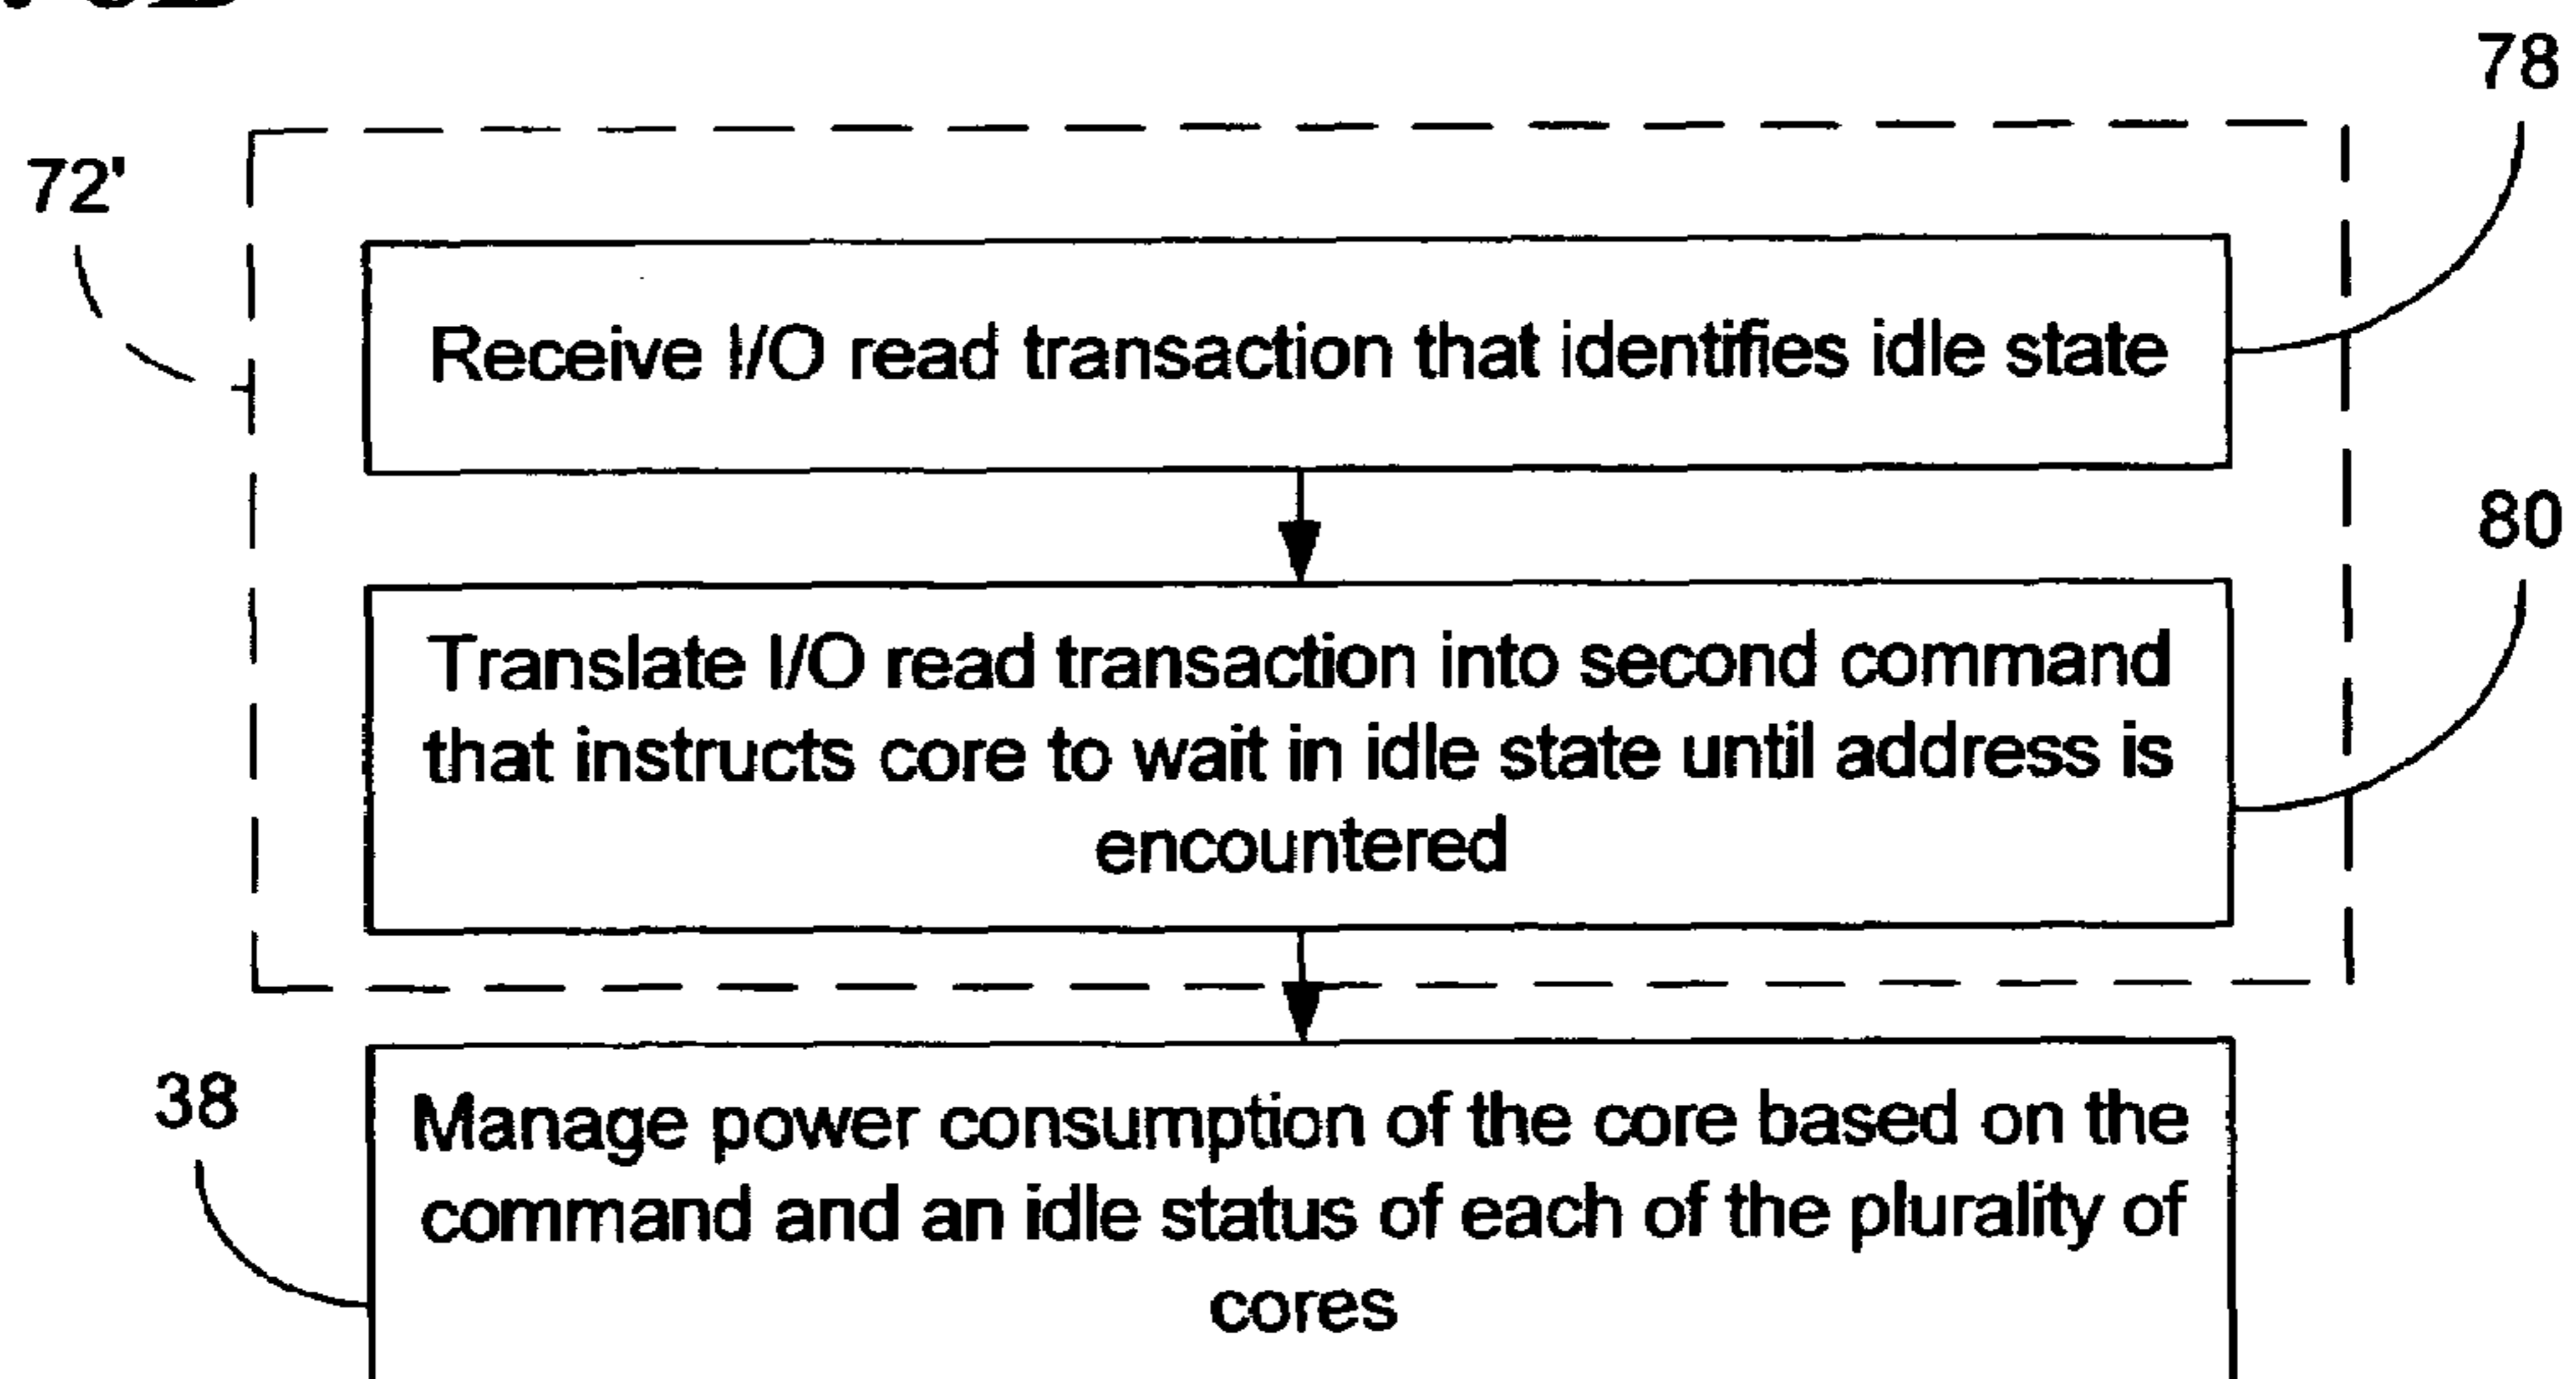 78
72'
Receive I/O read transaction that identifies idle state
80
Translate I/O read transaction into second command
that instructs core to wait in idle state until address is
encountered
38
Manage power consumption of the core based on the
command and an idle status of each of the plurality of
cores